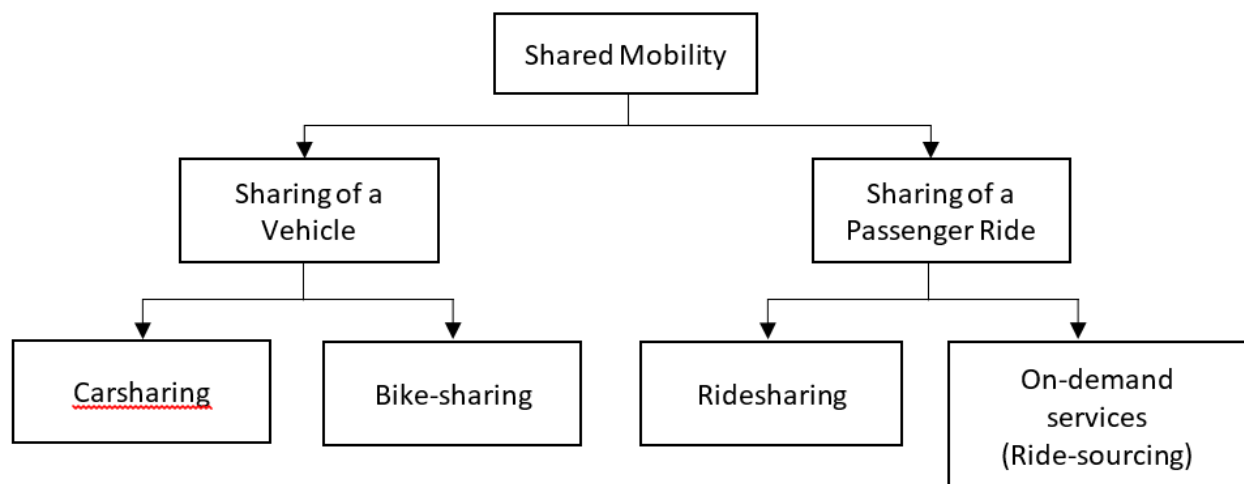 Shared Mobility
Sharing of a
Vehicle
Sharing of a
Passenger Ride
Carsharing
Bike-sharing
Ridesharing
On-demand
services
(Ride-sourcing)